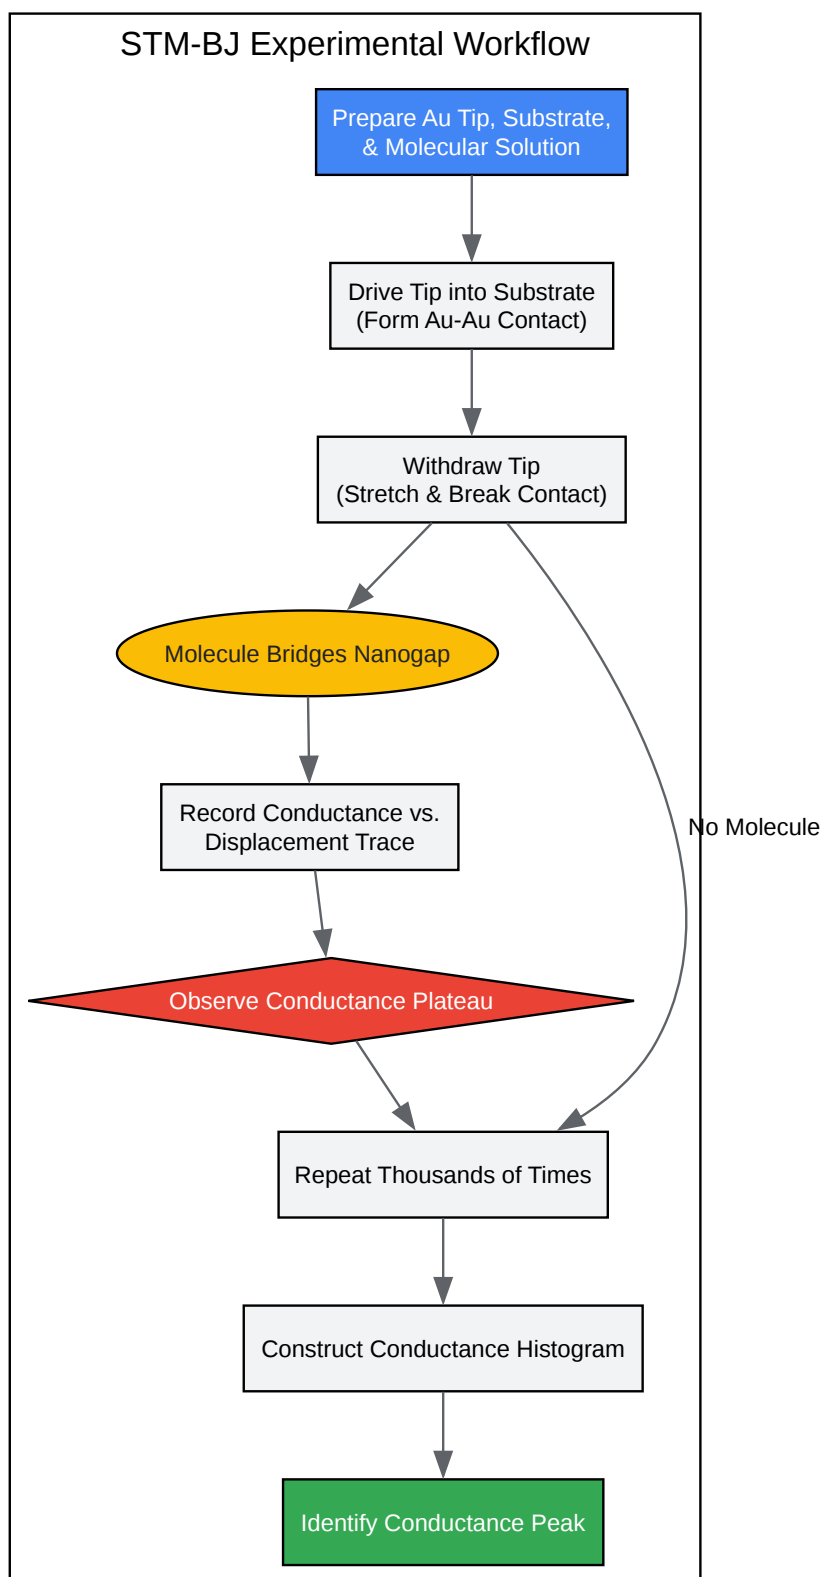 STM-BJ Experimental Workflow
Prepare Au Tip, Substrate,
& Molecular Solution
Drive Tip into Substrate
(Form Au-Au Contact)
Withdraw Tip
(Stretch & Break Contact)
Molecule Bridges Nanogap
Record Conductance vs.
Displacement Trace
No Molecule
Observe Conductance Plateau
Repeat Thousands of Times
Construct Conductance Histogram
Identify Conductance Peak